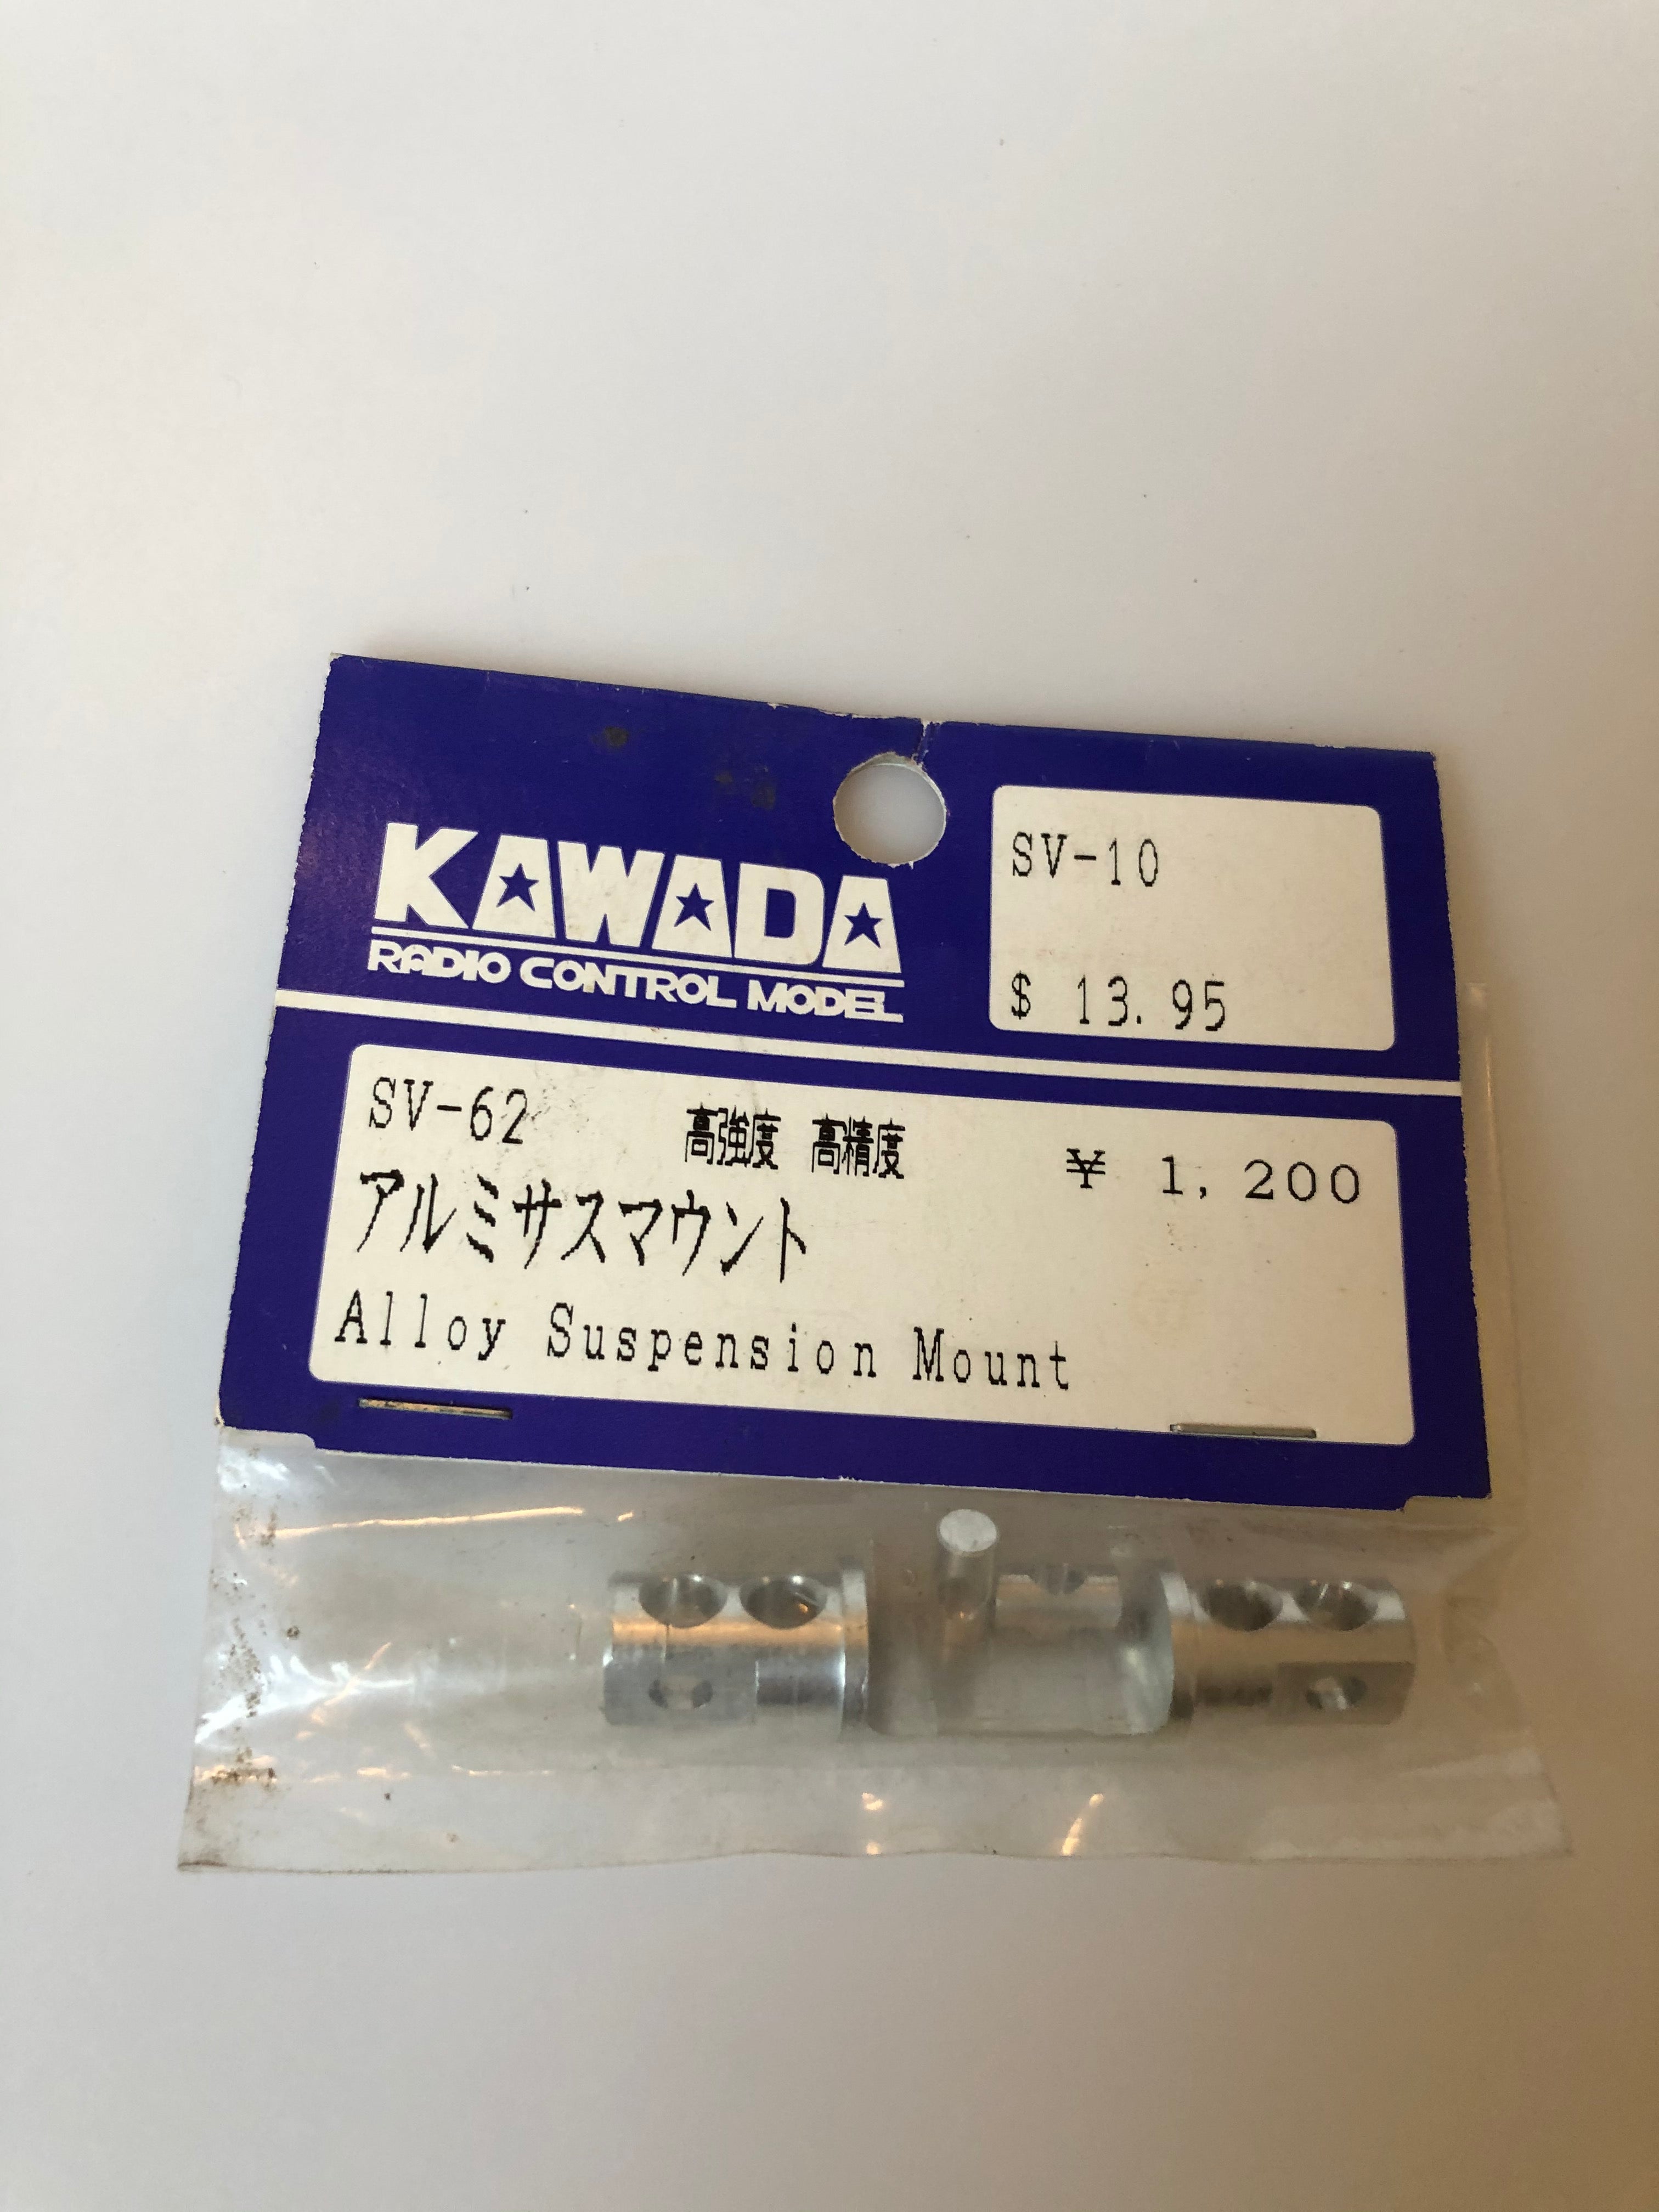 KAWADA
RADIO CONTROL MODEL
SV-10
$ 13.95
SV-62 高強度 高精度 ¥ 1,200
アルミサスマウント
Alloy Suspension Mount